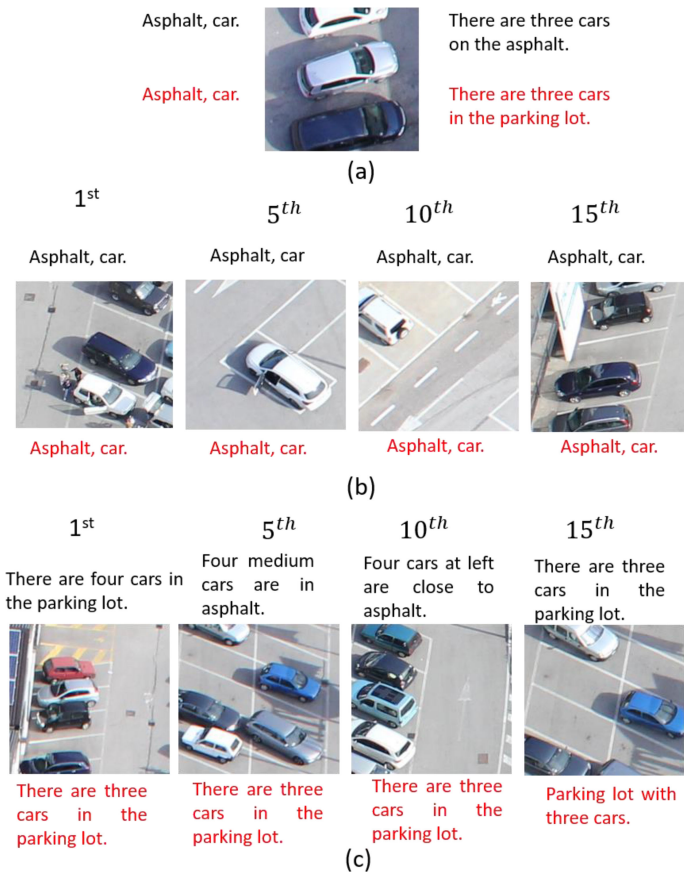 Asphalt, car.
There are three cars
on the asphalt.
Asphalt, car.
There are three cars
in the parking lot.
(a)
1st
5th
10th
15th
Asphalt, car.
Asphalt, car
Asphalt, car.
Asphalt, car.
Asphalt, car.
Asphalt, car.
Asphalt, car.
Asphalt, car.
(b)
1st
5th
10th
15th
There are four cars in
the parking lot.
Four medium
cars are in
asphalt.
Four cars at left
are close to
asphalt.
There are three
cars in the
parking lot.
There are three
cars in the
parking lot.
There are three
cars in the
parking lot.
There are three
cars in the
parking lot.
Parking lot with
three cars.
(c)